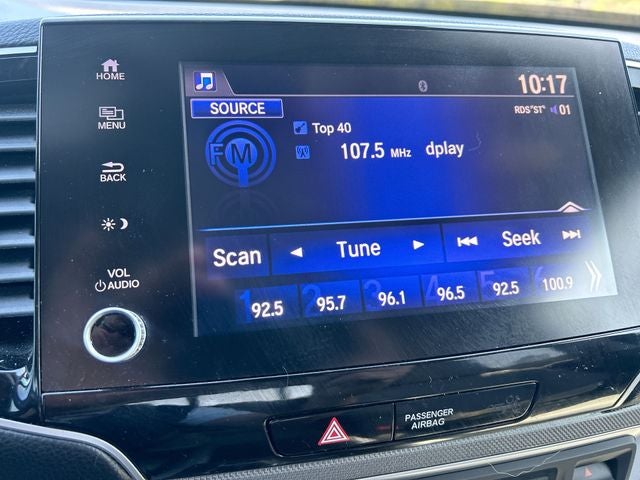 HOME
MENU
BACK
VOL
AUDIO
10:17
SOURCE
RDS"ST" 01
FM
Top 40
107.5 MHz dplay
Scan Tune Seek
1 2 3 4 5 6
92.5 95.7 96.1 96.5 92.5 100.9
PASSENGER
AIRBAG